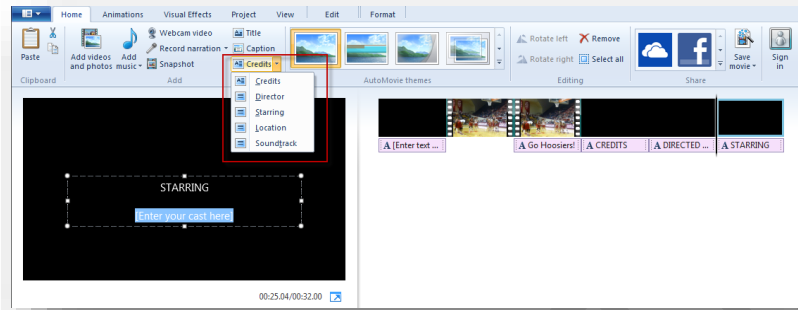 Home Animations Visual Effects Project View Edit Format
Paste
Clipboard
Add videos and photos
Add music
Webcam video
Record narration
Snapshot
Title
Caption
Credits
Add
Credits
Director
Starring
Location
Soundtrack
AutoMovie themes
Rotate left
Remove
Rotate right
Select all
Editing
Share
Save movie
Sign in
STARRING
[Enter your cast here]
00:25.04/00:32.00
A [Enter text ...
A Go Hoosiers!
A CREDITS
A DIRECTED ...
A STARRING